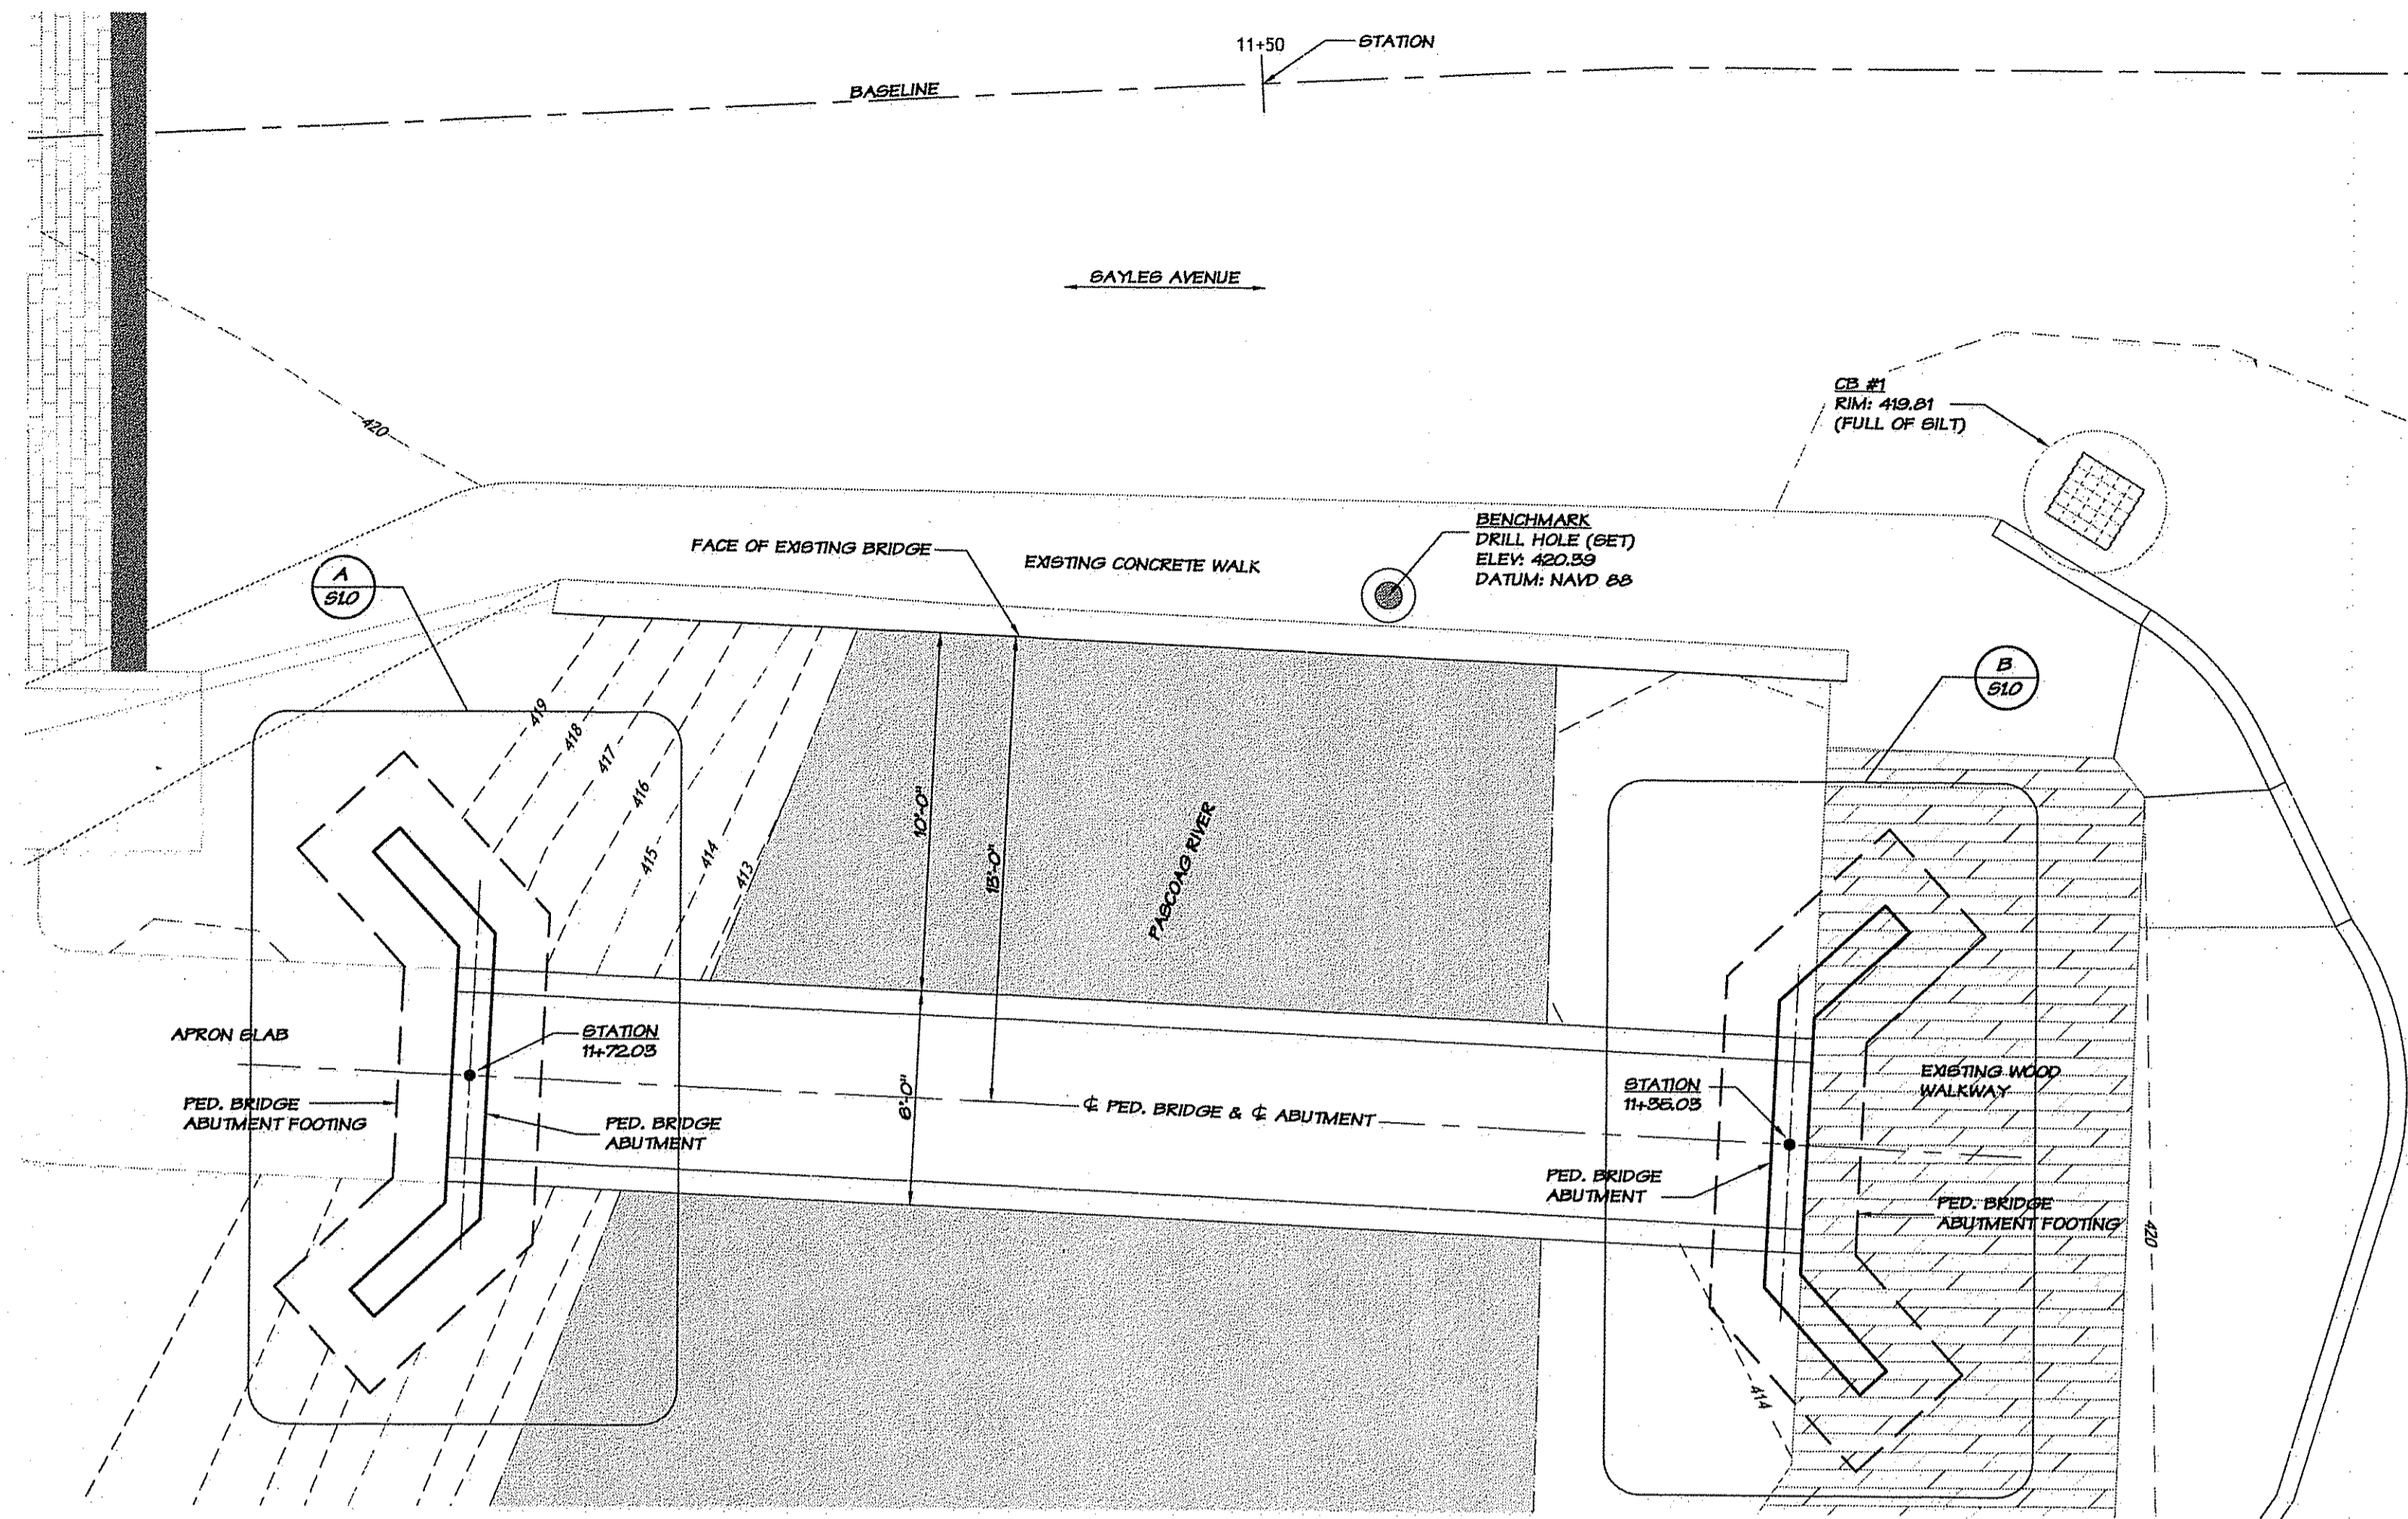 11+50
STATION
BASELINE
SAYLES AVENUE
CB #1
RIM: 419.81
(FULL OF SILT)
420
BENCHMARK
DRILL HOLE (SET)
ELEV: 420.39
DATUM: NAVD 88
FACE OF EXISTING BRIDGE
EXISTING CONCRETE WALK
A
S1.0
B
S1.0
419
418
417
416
415
414
413
10'-0"
13'-0"
PASCOAG RIVER
APRON SLAB
STATION
11+72.03
PED. BRIDGE
ABUTMENT FOOTING
PED. BRIDGE
ABUTMENT
6'-0"
℄ PED. BRIDGE & ℄ ABUTMENT
STATION
11+35.03
EXISTING WOOD
WALKWAY
PED. BRIDGE
ABUTMENT
PED. BRIDGE
ABUTMENT FOOTING
420
414